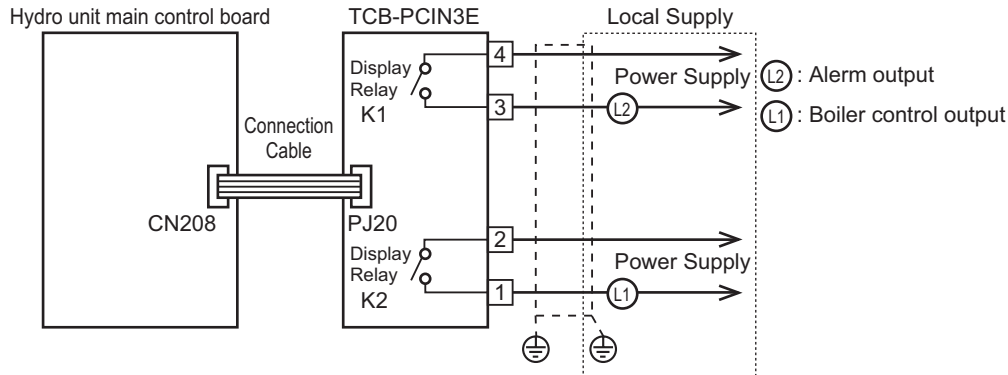 Hydro unit main control board
TCB-PCIN3E
Local Supply
4
Display
Relay
K1
Power Supply
L2 : Alerm output
3
L2
L1 : Boiler control output
Connection
Cable
CN208
PJ20
2
Display
Relay
K2
Power Supply
1
L1